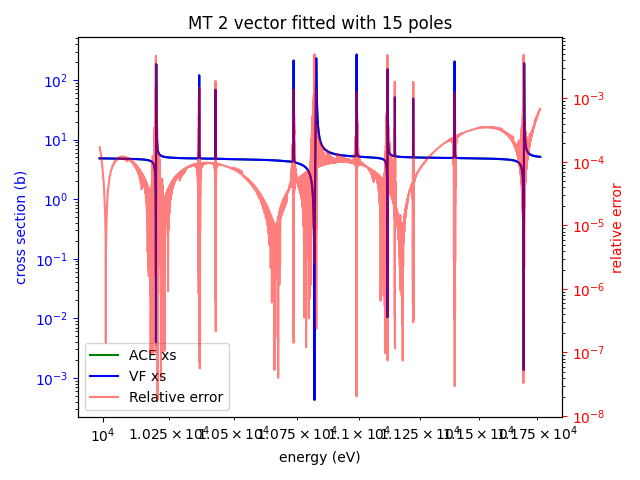 MT 2 vector fitted with 15 poles
cross section (b)
10²
10¹
10⁰
10⁻¹
10⁻²
10⁻³
relative error
10⁻³
10⁻⁴
10⁻⁵
10⁻⁶
10⁻⁷
10⁻⁸
ACE xs
VF xs
Relative error
10⁴ 1.025 × 10⁴ 1.05 × 10⁴ 1.075 × 10⁴ 1.1 × 10⁴ 1.125 × 10⁴ 1.15 × 10⁴ 1.175 × 10⁴
energy (eV)